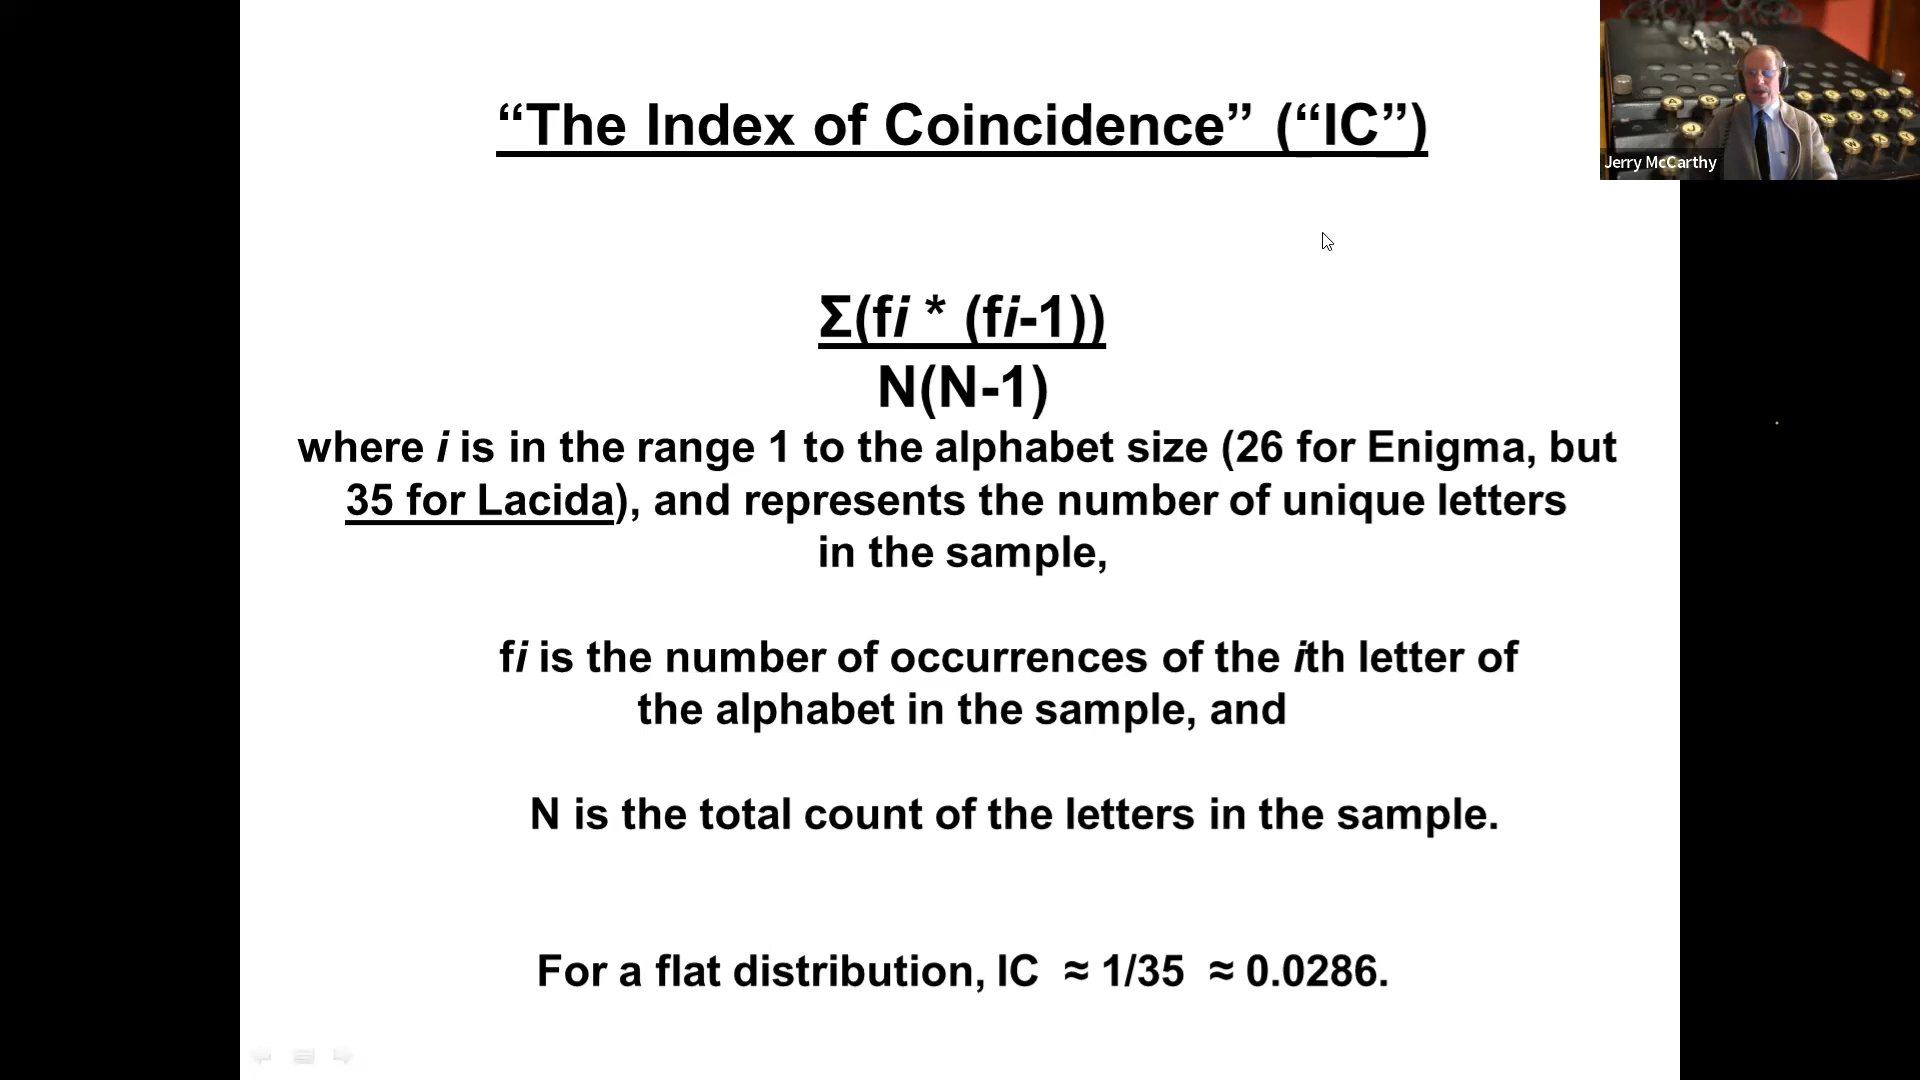 “The Index of Coincidence” (“IC”)
Σ(fi * (fi-1))
N(N-1)
where i is in the range 1 to the alphabet size (26 for Enigma, but
35 for Lacida), and represents the number of unique letters
in the sample,
fi is the number of occurrences of the ith letter of
the alphabet in the sample, and
N is the total count of the letters in the sample.
For a flat distribution, IC ≈ 1/35 ≈ 0.0286.
Jerry McCarthy